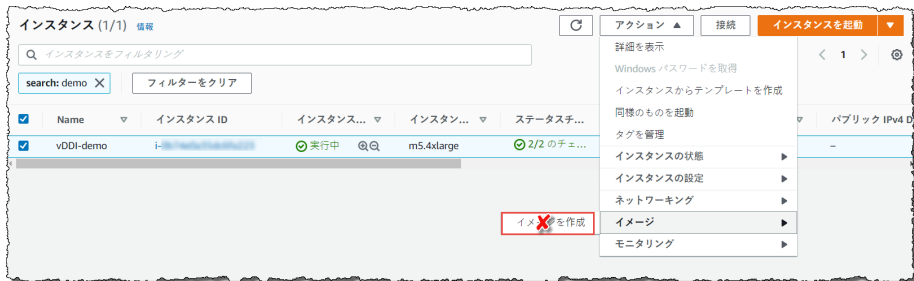 インスタンス (1/1) 情報
アクション ▲ 接続 インスタンスを起動 ▼
インスタンスをフィルタリング
詳細を表示
1
search: demo
フィルターをクリア
Windows パスワードを取得
インスタンスからテンプレートを作成
同様のものを起動
タグを管理
Name インスタンス ID インスタンス... インスタン... ステータスチ... パブリック IPv4 D
vDDI-demo i- 実行中 m5.4xlarge 2/2 のチェ... –
インスタンスの状態
インスタンスの設定
ネットワーキング
イメージを作成 イメージ
モニタリング